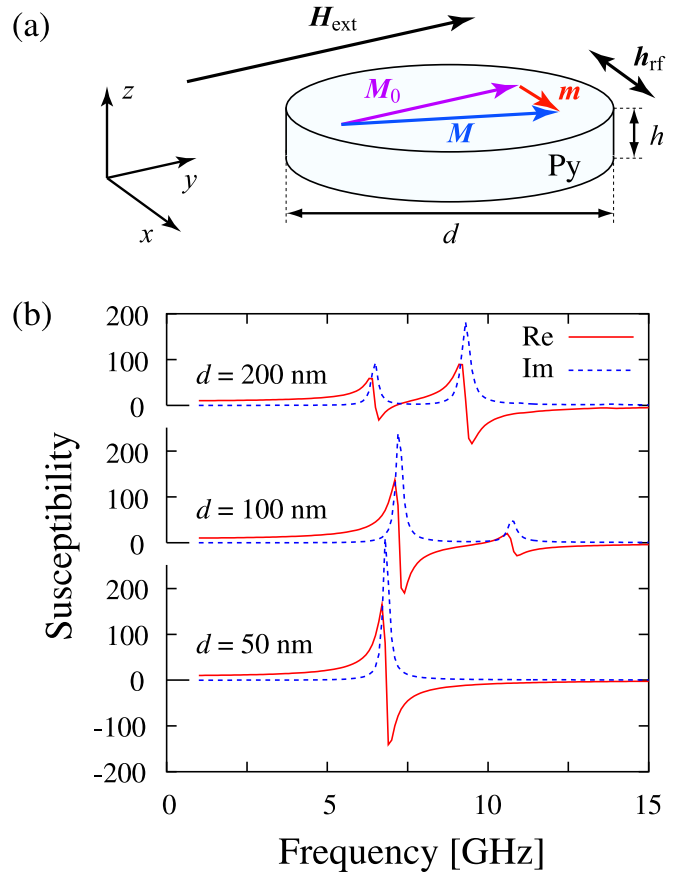 (a)
H_ext
h_rf
M_0
m
M
h
z
y
x
Py
d
(b)
200
100
0
Re
Im
d = 200 nm
200
100
0
d = 100 nm
200
100
0
-100
-200
d = 50 nm
Susceptibility
0
5
10
15
Frequency [GHz]